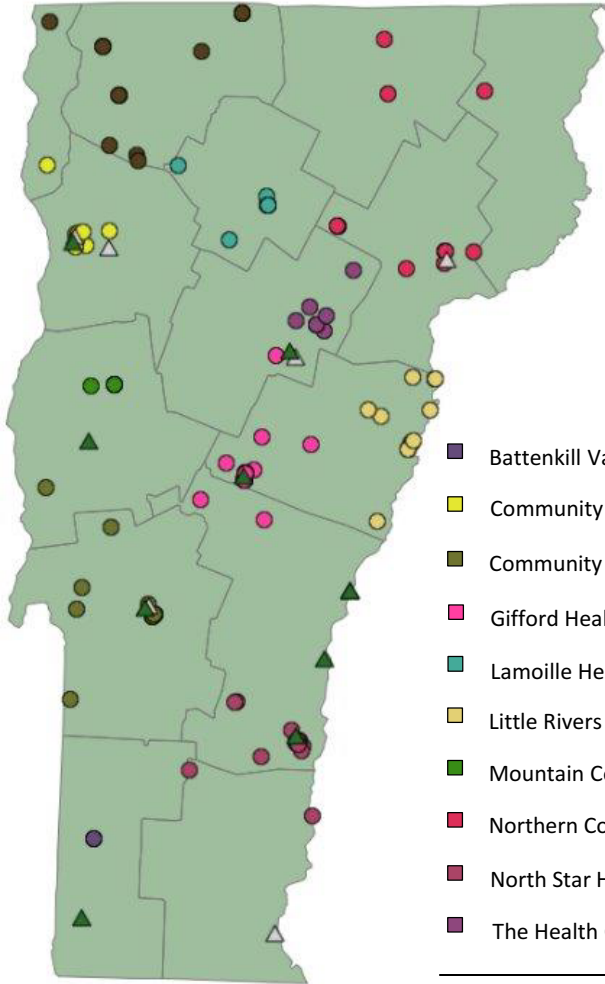 Battenkill Va
Community
Community
Gifford Heal
Lamoille He
Little Rivers
Mountain Co
Northern Co
North Star H
The Health